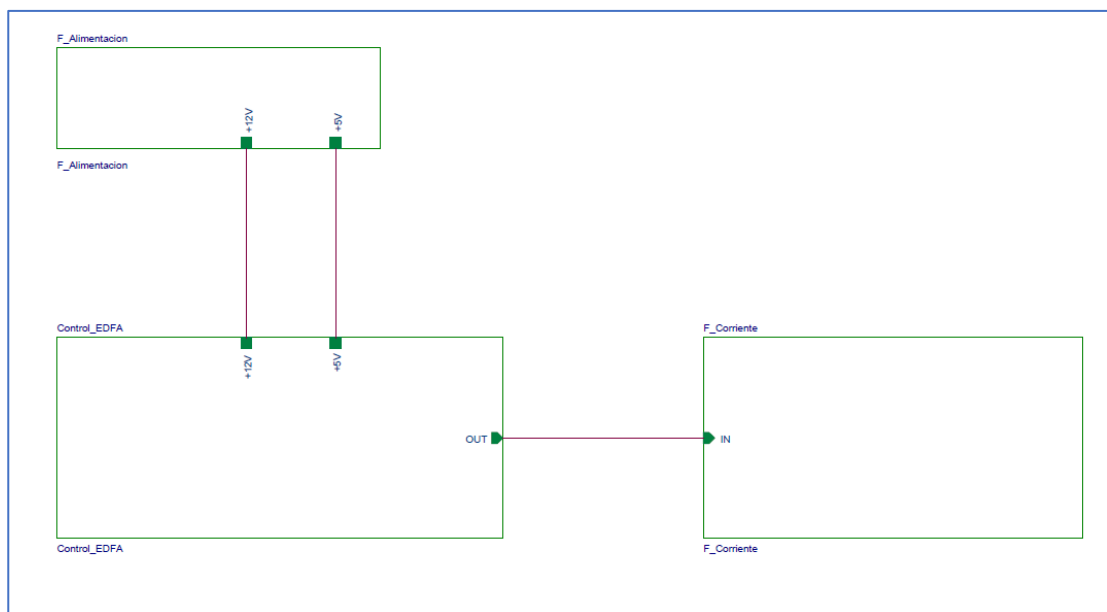 F_Alimentacion
+12V
+5V
F_Alimentacion
Control_EDFA
F_Corriente
+12V
+5V
OUT
IN
Control_EDFA
F_Corriente